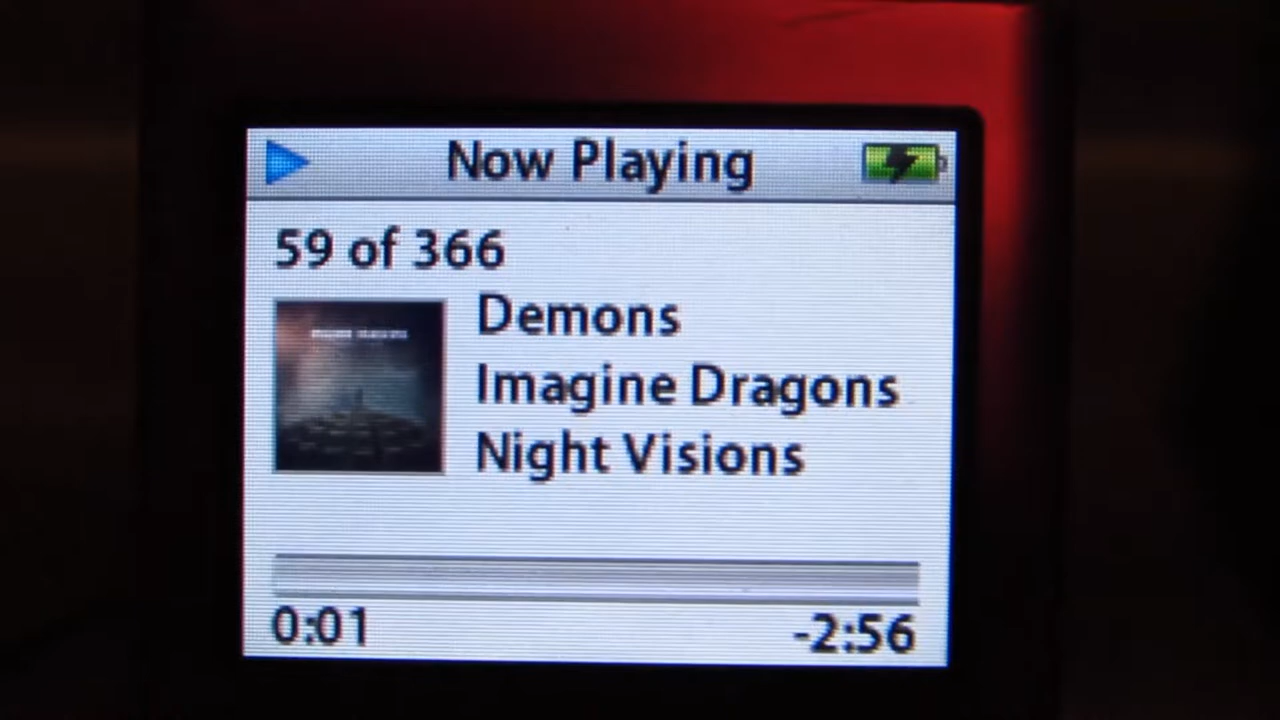 Now Playing
59 of 366
Demons
Imagine Dragons
Night Visions
0:01
-2:56